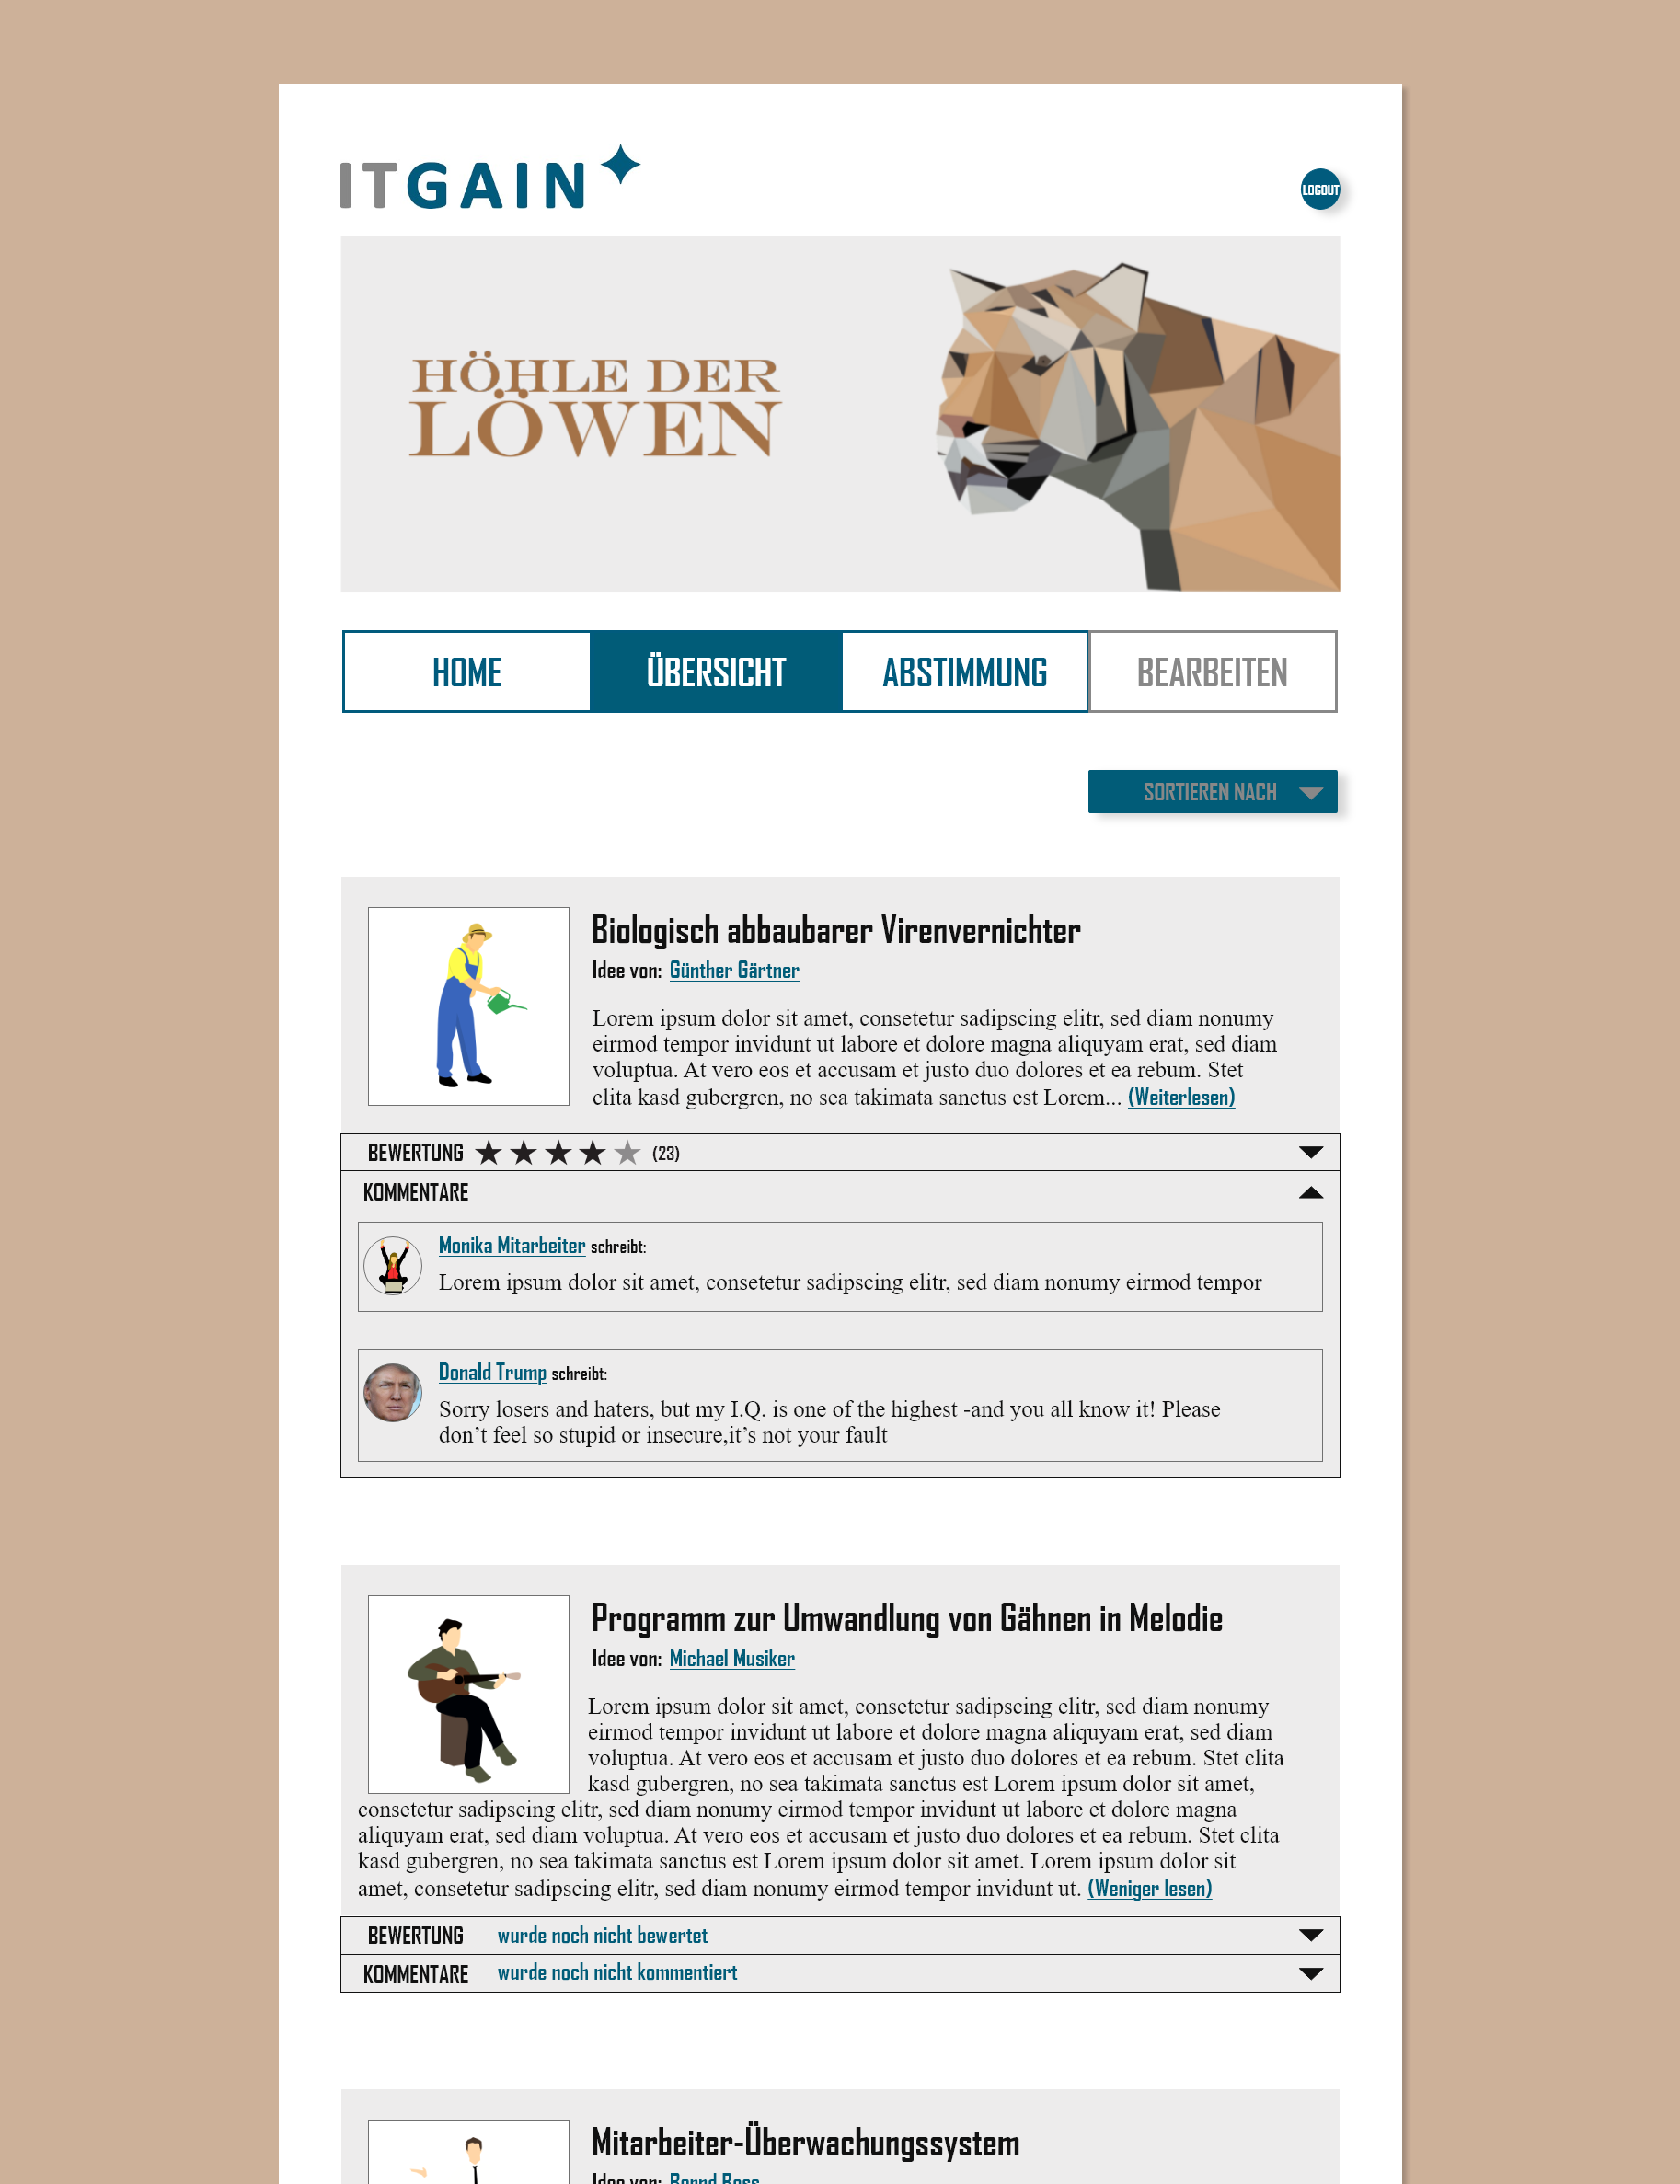 ITGAIN
LOGOUT
HÖHLE DER
LÖWEN
HOME
ÜBERSICHT
ABSTIMMUNG
BEARBEITEN
SORTIEREN NACH
Biologisch abbaubarer Virenvernichter
Idee von: Günther Gärtner
Lorem ipsum dolor sit amet, consetetur sadipscing elitr, sed diam nonumy
eirmod tempor invidunt ut labore et dolore magna aliquyam erat, sed diam
voluptua. At vero eos et accusam et justo duo dolores et ea rebum. Stet
clita kasd gubergren, no sea takimata sanctus est Lorem... (Weiterlesen)
BEWERTUNG ★ ★ ★ ★ ★ (23)
KOMMENTARE
Monika Mitarbeiter schreibt:
Lorem ipsum dolor sit amet, consetetur sadipscing elitr, sed diam nonumy eirmod tempor
Donald Trump schreibt:
Sorry losers and haters, but my I.Q. is one of the highest -and you all know it! Please
don’t feel so stupid or insecure,it’s not your fault
Programm zur Umwandlung von Gähnen in Melodie
Idee von: Michael Musiker
Lorem ipsum dolor sit amet, consetetur sadipscing elitr, sed diam nonumy
eirmod tempor invidunt ut labore et dolore magna aliquyam erat, sed diam
voluptua. At vero eos et accusam et justo duo dolores et ea rebum. Stet clita
kasd gubergren, no sea takimata sanctus est Lorem ipsum dolor sit amet,
consetetur sadipscing elitr, sed diam nonumy eirmod tempor invidunt ut labore et dolore magna
aliquyam erat, sed diam voluptua. At vero eos et accusam et justo duo dolores et ea rebum. Stet clita
kasd gubergren, no sea takimata sanctus est Lorem ipsum dolor sit amet. Lorem ipsum dolor sit
amet, consetetur sadipscing elitr, sed diam nonumy eirmod tempor invidunt ut. (Weniger lesen)
BEWERTUNG wurde noch nicht bewertet
KOMMENTARE wurde noch nicht kommentiert
Mitarbeiter-Überwachungssystem
Idee von: Bernd Boss